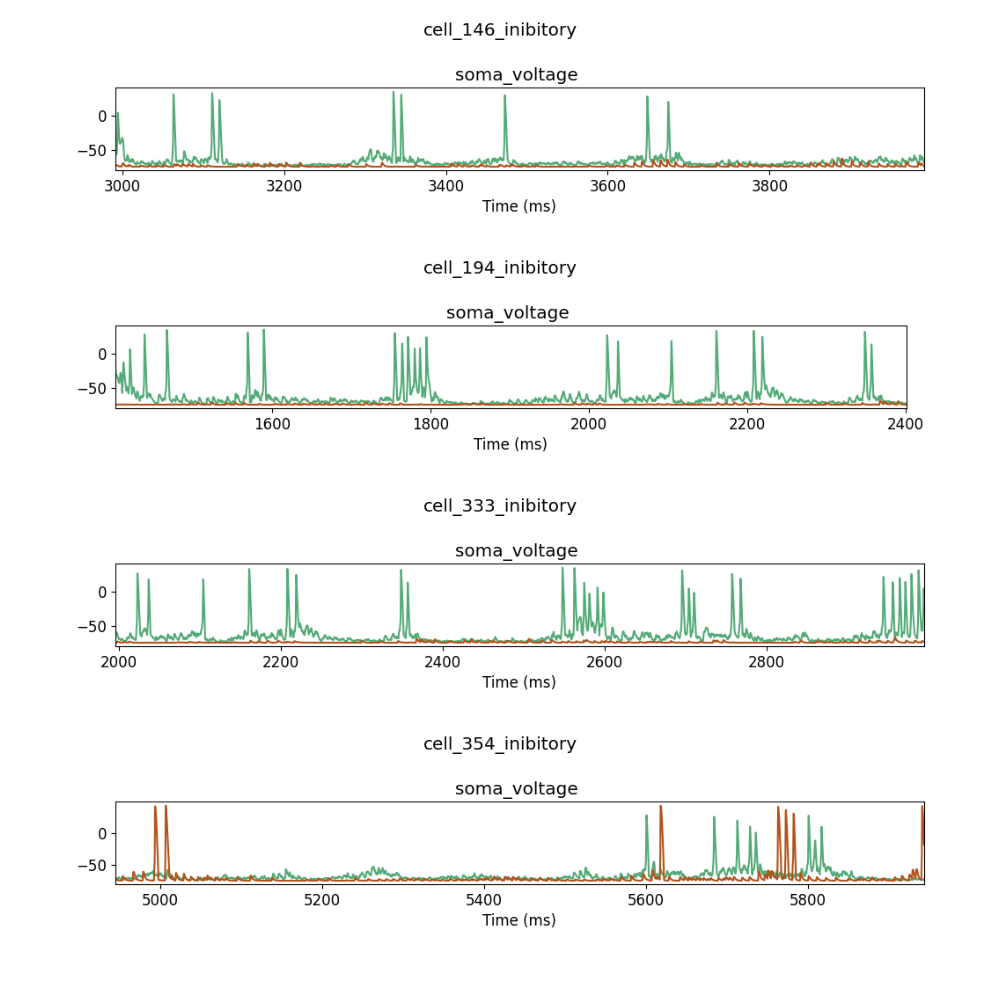 cell_146_inibitory
soma_voltage
0
−50
3000 3200 3400 3600 3800
Time (ms)
cell_194_inibitory
soma_voltage
0
−50
1600 1800 2000 2200 2400
Time (ms)
cell_333_inibitory
soma_voltage
0
−50
2000 2200 2400 2600 2800
Time (ms)
cell_354_inibitory
soma_voltage
0
−50
5000 5200 5400 5600 5800
Time (ms)